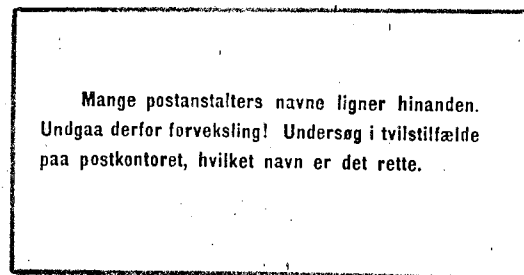 Mange postanstalters navne ligner hinanden.
Undgaa derfor forveksling! Undersøg i tvilstilfælde
paa postkontoret, hvilket navn er det rette.